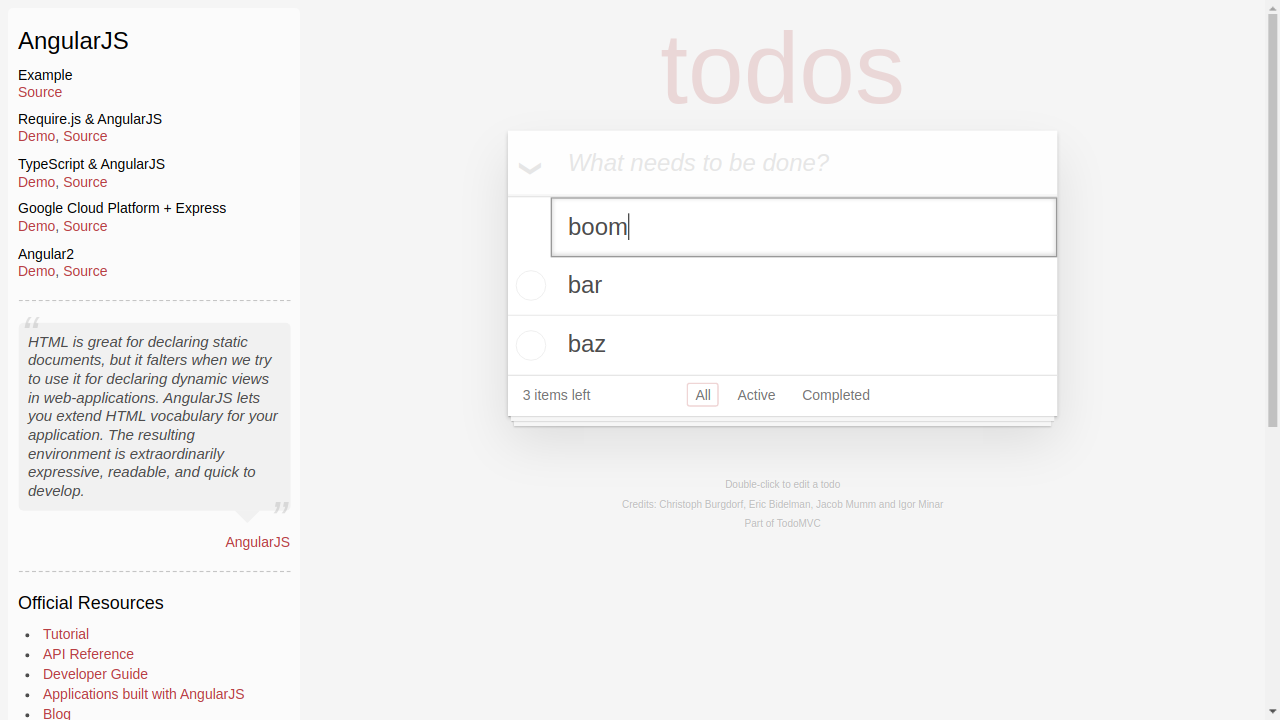 AngularJS
Example
Source
Require.js & AngularJS
Demo, Source
TypeScript & AngularJS
Demo, Source
Google Cloud Platform + Express
Demo, Source
Angular2
Demo, Source
“
HTML is great for declaring static
documents, but it falters when we try
to use it for declaring dynamic views
in web-applications. AngularJS lets
you extend HTML vocabulary for your
application. The resulting
environment is extraordinarily
expressive, readable, and quick to
develop.
”
AngularJS
Official Resources
Tutorial
API Reference
Developer Guide
Applications built with AngularJS
Blog
todos
What needs to be done?
boom
bar
baz
3 items left All Active Completed
Double-click to edit a todo
Credits: Christoph Burgdorf, Eric Bidelman, Jacob Mumm and Igor Minar
Part of TodoMVC